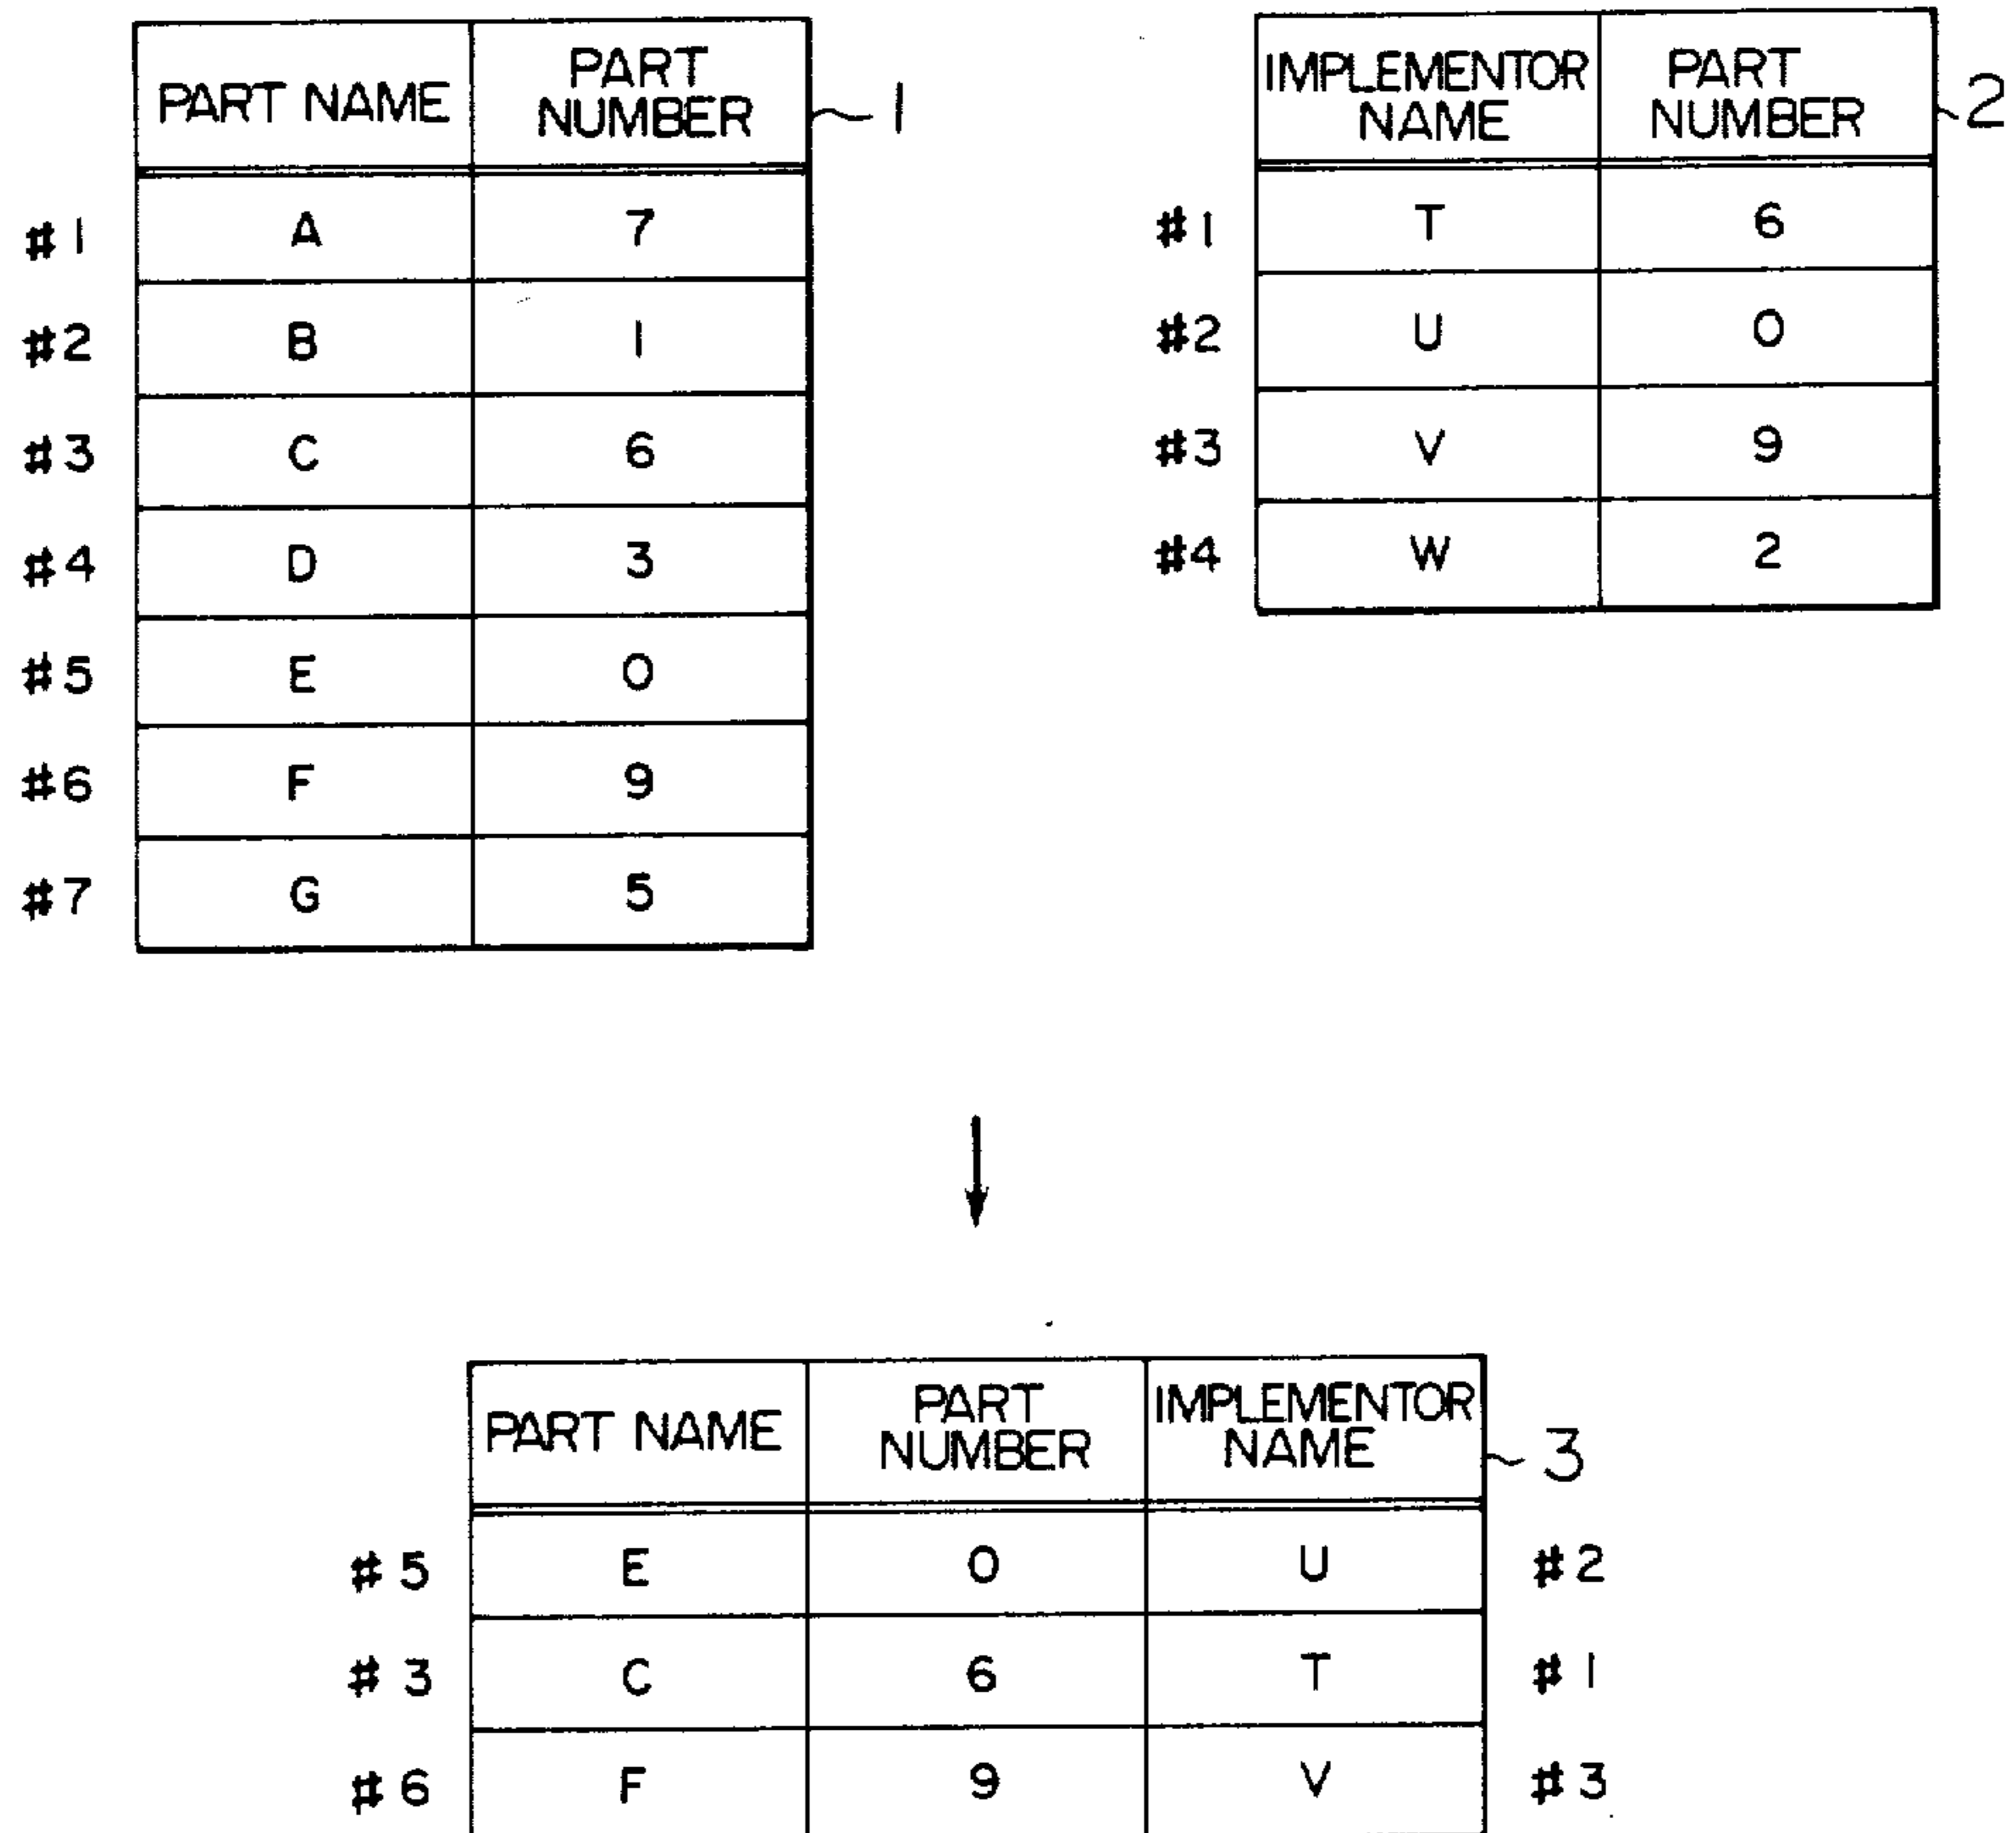 PART NAME PART NUMBER 1
#1 A 7
#2 B 1
#3 C 6
#4 D 3
#5 E 0
#6 F 9
#7 G 5
IMPLEMENTOR NAME PART NUMBER 2
#1 T 6
#2 U 0
#3 V 9
#4 W 2
PART NAME PART NUMBER IMPLEMENTOR NAME 3
#5 E 0 U #2
#3 C 6 T #1
#6 F 9 V #3